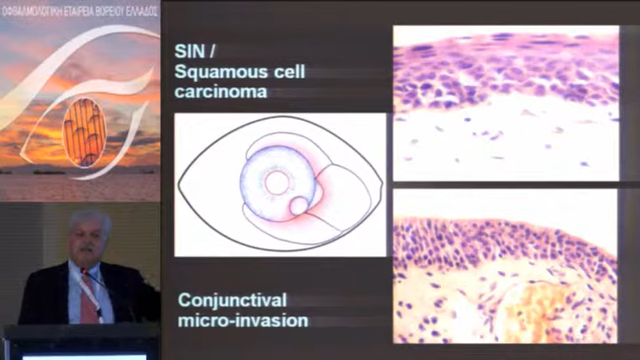 ΟΦΘΑΛΜΟΛΟΓΙΚΗ ΕΤΑΙΡΕΙΑ ΒΟΡΕΙΟΥ ΕΛΛΑΔΟΣ
SIN /
Squamous cell
carcinoma
Conjunctival
micro-invasion